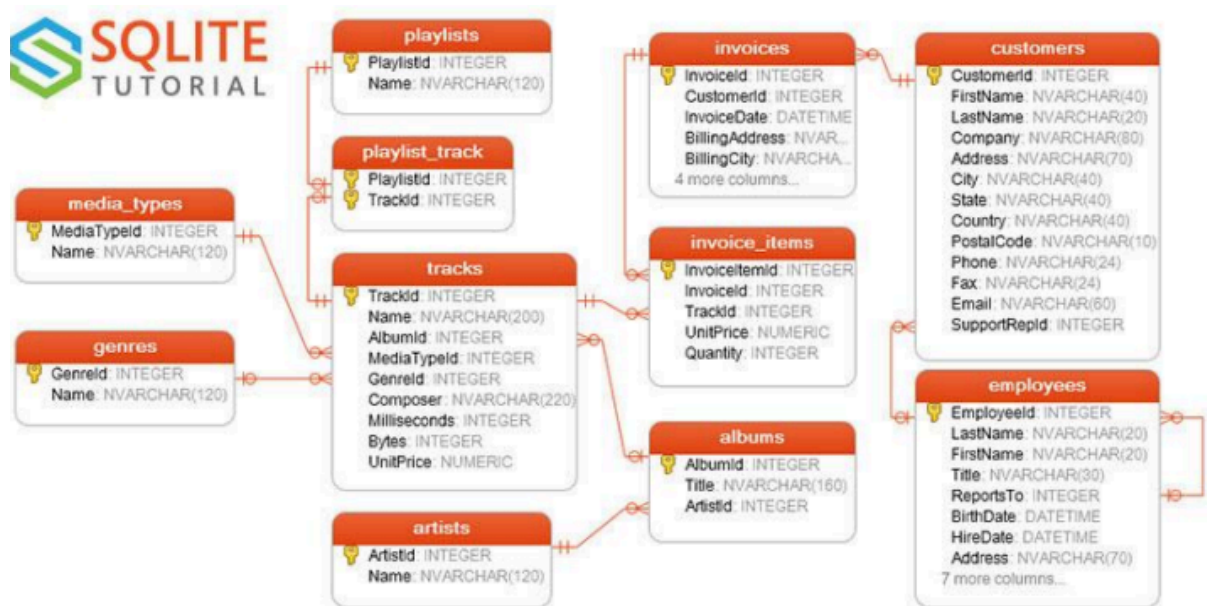 SQLITE
TUTORIAL
playlists
PlaylistId: INTEGER
Name: NVARCHAR(120)
playlist_track
PlaylistId: INTEGER
TrackId: INTEGER
media_types
MediaTypeId: INTEGER
Name: NVARCHAR(120)
genres
GenreId: INTEGER
Name: NVARCHAR(120)
tracks
TrackId: INTEGER
Name: NVARCHAR(200)
AlbumId: INTEGER
MediaTypeId: INTEGER
GenreId: INTEGER
Composer: NVARCHAR(220)
Milliseconds: INTEGER
Bytes: INTEGER
UnitPrice: NUMERIC
artists
ArtistId: INTEGER
Name: NVARCHAR(120)
invoices
InvoiceId: INTEGER
CustomerId: INTEGER
InvoiceDate: DATETIME
BillingAddress: NVAR...
BillingCity: NVARCHA...
4 more columns...
invoice_items
InvoiceItemId: INTEGER
InvoiceId: INTEGER
TrackId: INTEGER
UnitPrice: NUMERIC
Quantity: INTEGER
albums
AlbumId: INTEGER
Title: NVARCHAR(160)
ArtistId: INTEGER
customers
CustomerId: INTEGER
FirstName: NVARCHAR(40)
LastName: NVARCHAR(20)
Company: NVARCHAR(80)
Address: NVARCHAR(70)
City: NVARCHAR(40)
State: NVARCHAR(40)
Country: NVARCHAR(40)
PostalCode: NVARCHAR(10)
Phone: NVARCHAR(24)
Fax: NVARCHAR(24)
Email: NVARCHAR(60)
SupportRepId: INTEGER
employees
EmployeeId: INTEGER
LastName: NVARCHAR(20)
FirstName: NVARCHAR(20)
Title: NVARCHAR(30)
ReportsTo: INTEGER
BirthDate: DATETIME
HireDate: DATETIME
Address: NVARCHAR(70)
7 more columns...